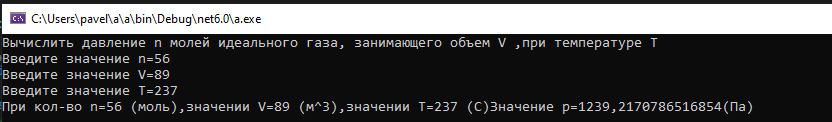 C:\Users\pavel\a\a\bin\Debug\net6.0\a.exe
Вычислить давление n молей идеального газа, занимающего объем V ,при температуре T
Введите значение n=56
Введите значение V=89
Введите значение T=237
При кол-во n=56 (моль),значении V=89 (м^3),значении T=237 (С)Значение p=1239,2170786516854(Па)